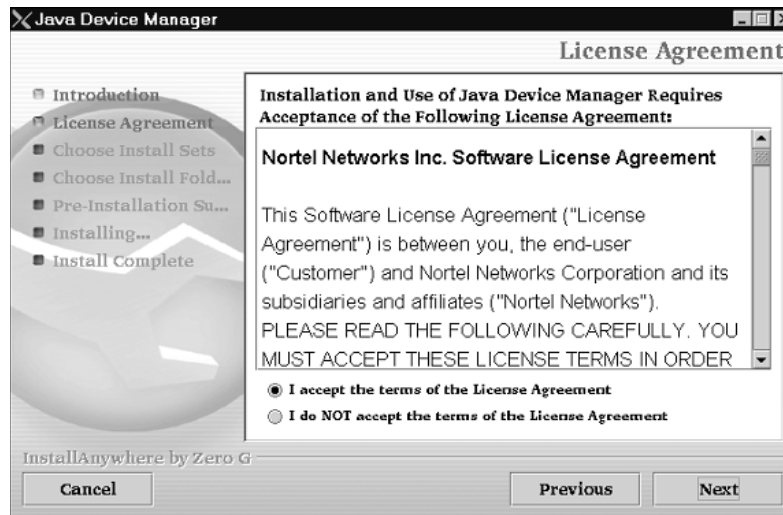 Java Device Manager
License Agreement
Introduction
License Agreement
Choose Install Sets
Choose Install Fold...
Pre-Installation Su...
Installing...
Install Complete
Installation and Use of Java Device Manager Requires
Acceptance of the Following License Agreement:
Nortel Networks Inc. Software License Agreement
This Software License Agreement ("License
Agreement") is between you, the end-user
("Customer") and Nortel Networks Corporation and its
subsidiaries and affiliates ("Nortel Networks").
PLEASE READ THE FOLLOWING CAREFULLY. YOU
MUST ACCEPT THESE LICENSE TERMS IN ORDER
I accept the terms of the License Agreement
I do NOT accept the terms of the License Agreement
InstallAnywhere by Zero G
Cancel
Previous
Next